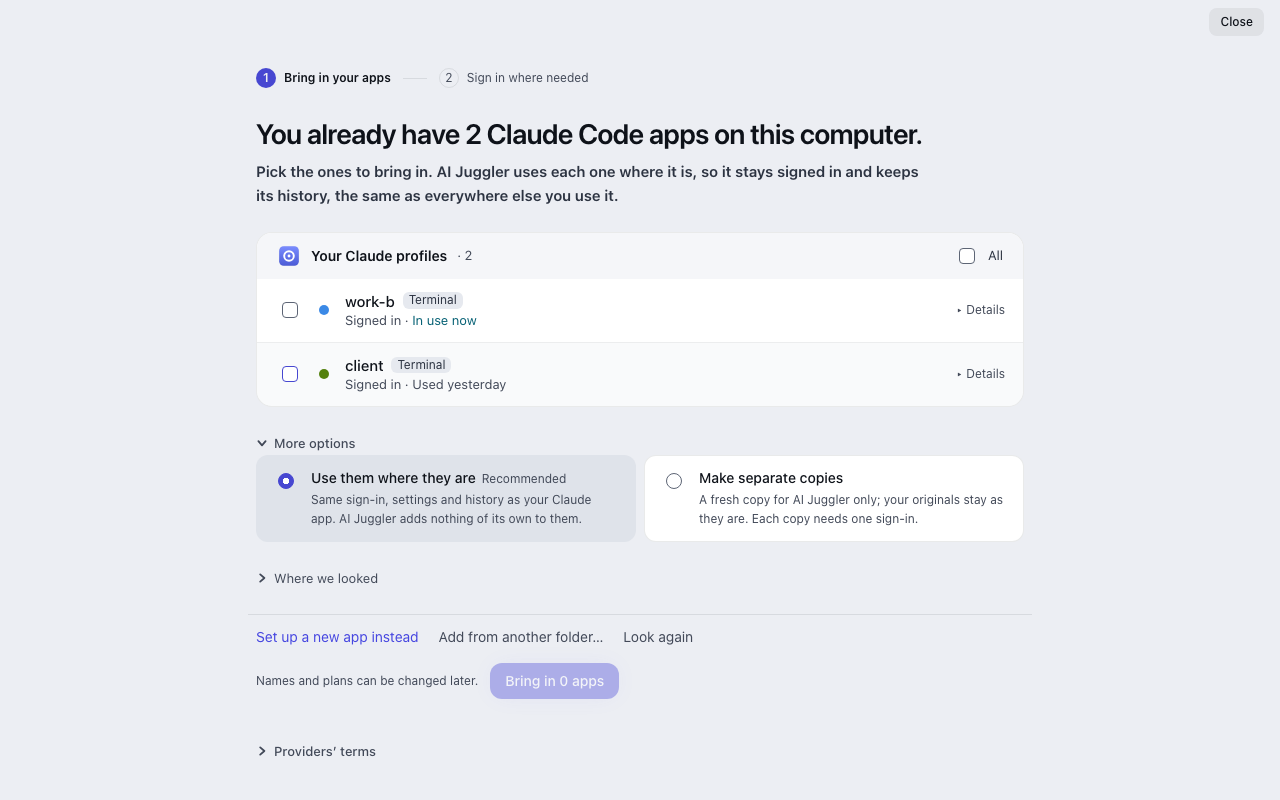 Close
1 Bring in your apps 2 Sign in where needed
You already have 2 Claude Code apps on this computer.
Pick the ones to bring in. AI Juggler uses each one where it is, so it stays signed in and keeps
its history, the same as everywhere else you use it.
Your Claude profiles · 2 All
work-b Terminal
Signed in · In use now
Details
client Terminal
Signed in · Used yesterday
Details
More options
Use them where they are Recommended
Same sign-in, settings and history as your Claude
app. AI Juggler adds nothing of its own to them.
Make separate copies
A fresh copy for AI Juggler only; your originals stay as
they are. Each copy needs one sign-in.
Where we looked
Set up a new app instead Add from another folder... Look again
Names and plans can be changed later. Bring in 0 apps
Providers’ terms